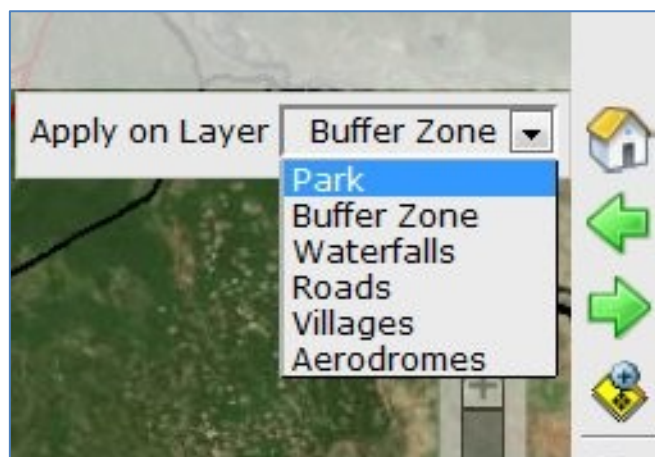 Apply on Layer Buffer Zone
Park
Buffer Zone
Waterfalls
Roads
Villages
Aerodromes